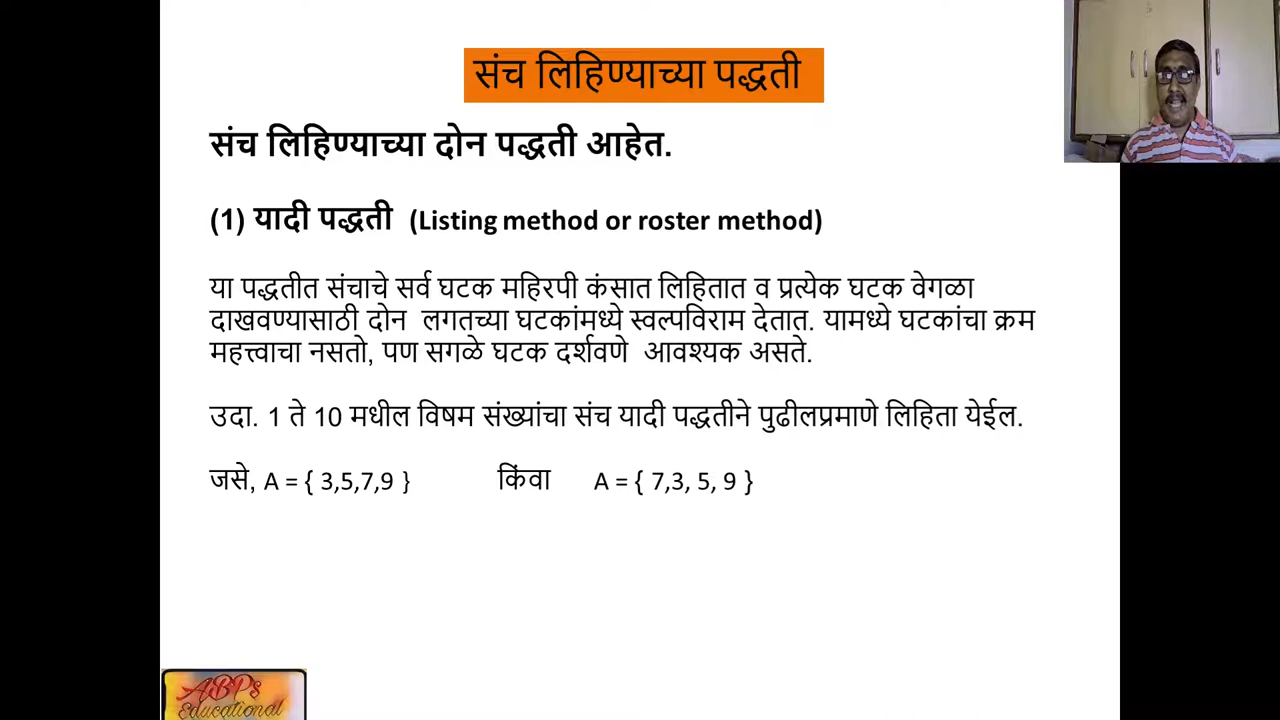 संच लिहिण्याच्या पद्धती
संच लिहिण्याच्या दोन पद्धती आहेत.
(1) यादी पद्धती (Listing method or roster method)
या पद्धतीत संचाचे सर्व घटक महिरपी कंसात लिहितात व प्रत्येक घटक वेगळा
दाखवण्यासाठी दोन लगतच्या घटकांमध्ये स्वल्पविराम देतात. यामध्ये घटकांचा क्रम
महत्त्वाचा नसतो, पण सगळे घटक दर्शवणे आवश्यक असते.
उदा. 1 ते 10 मधील विषम संख्यांचा संच यादी पद्धतीने पुढीलप्रमाणे लिहिता येईल.
जसे, A = { 3,5,7,9 } किंवा A = { 7,3, 5, 9 }
ABPs
Educational